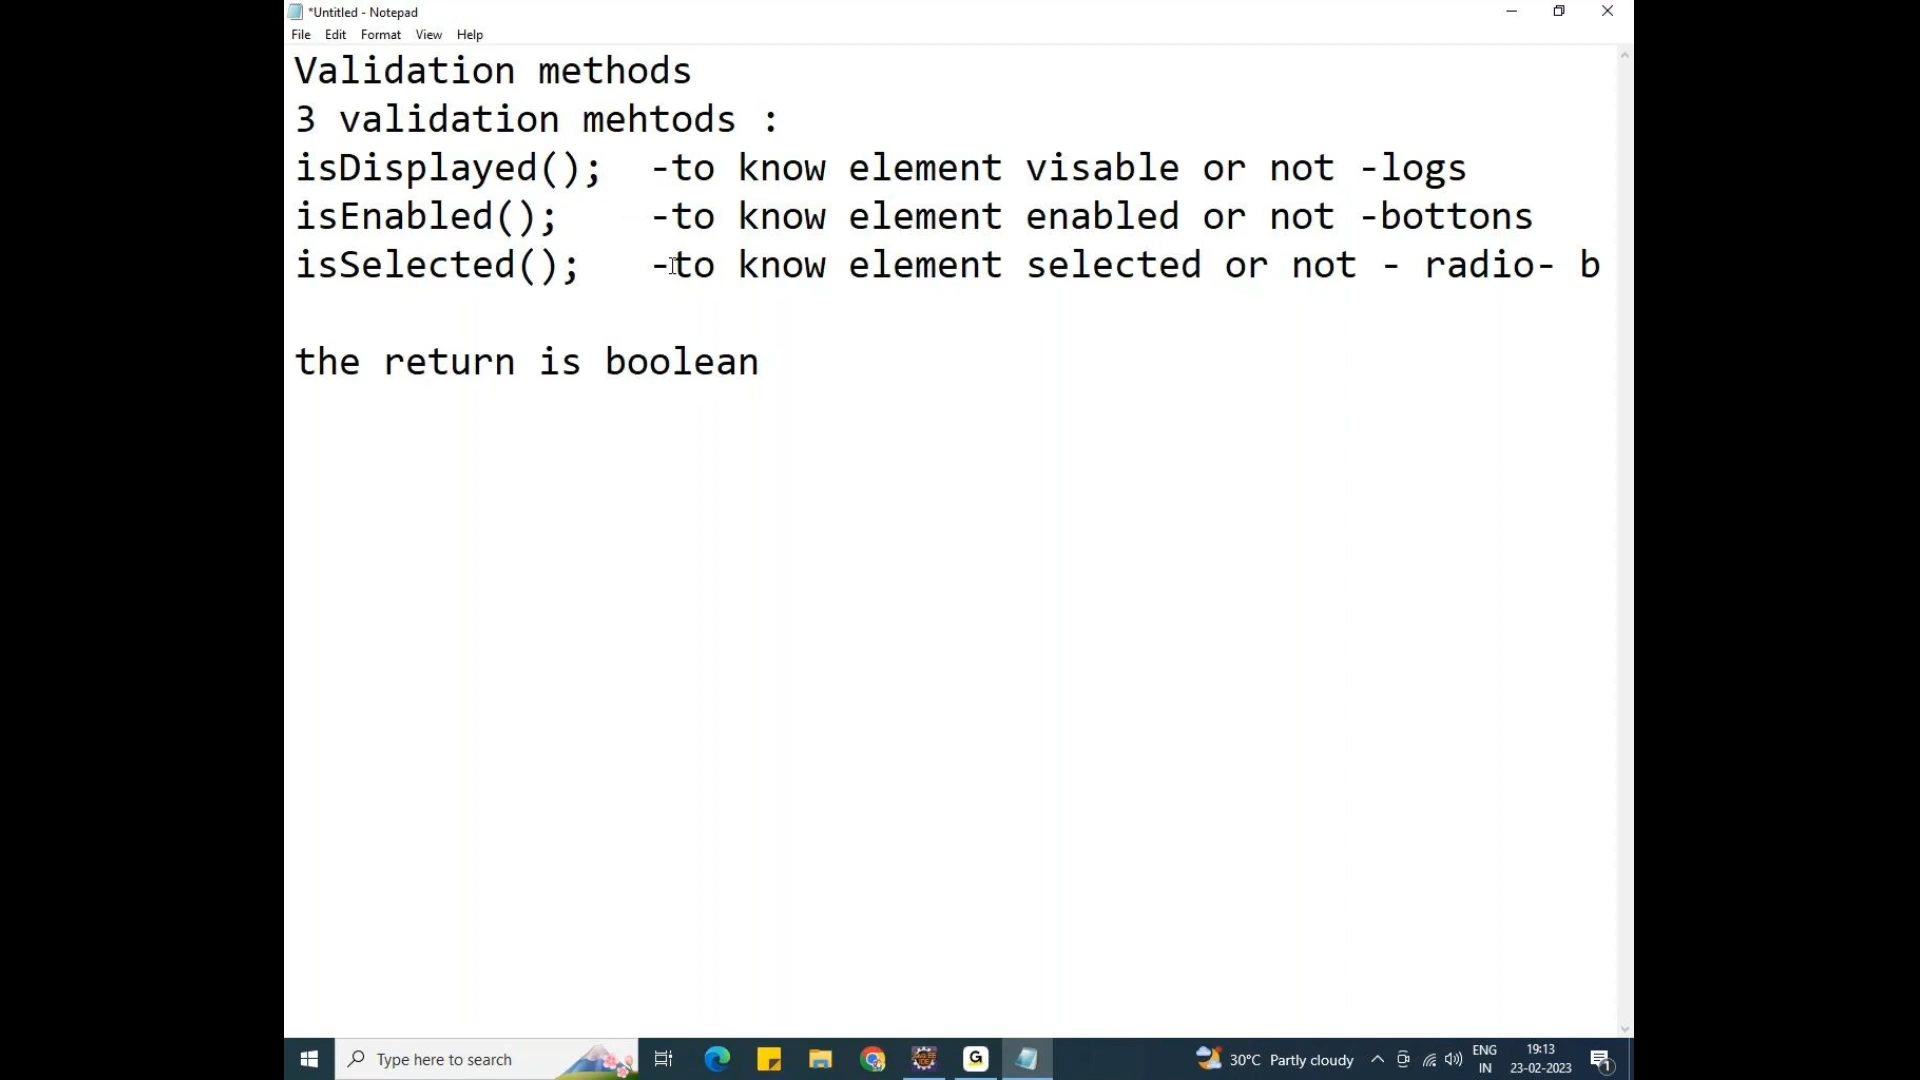 *Untitled - Notepad
File Edit Format View Help
Validation methods
3 validation mehtods :
isDisplayed();  -to know element visable or not -logs
isEnabled();    -to know element enabled or not -bottons
isSelected();   -to know element selected or not - radio- b
the return is boolean
Type here to search
30°C Partly cloudy
ENG
IN
19:13
23-02-2023
1